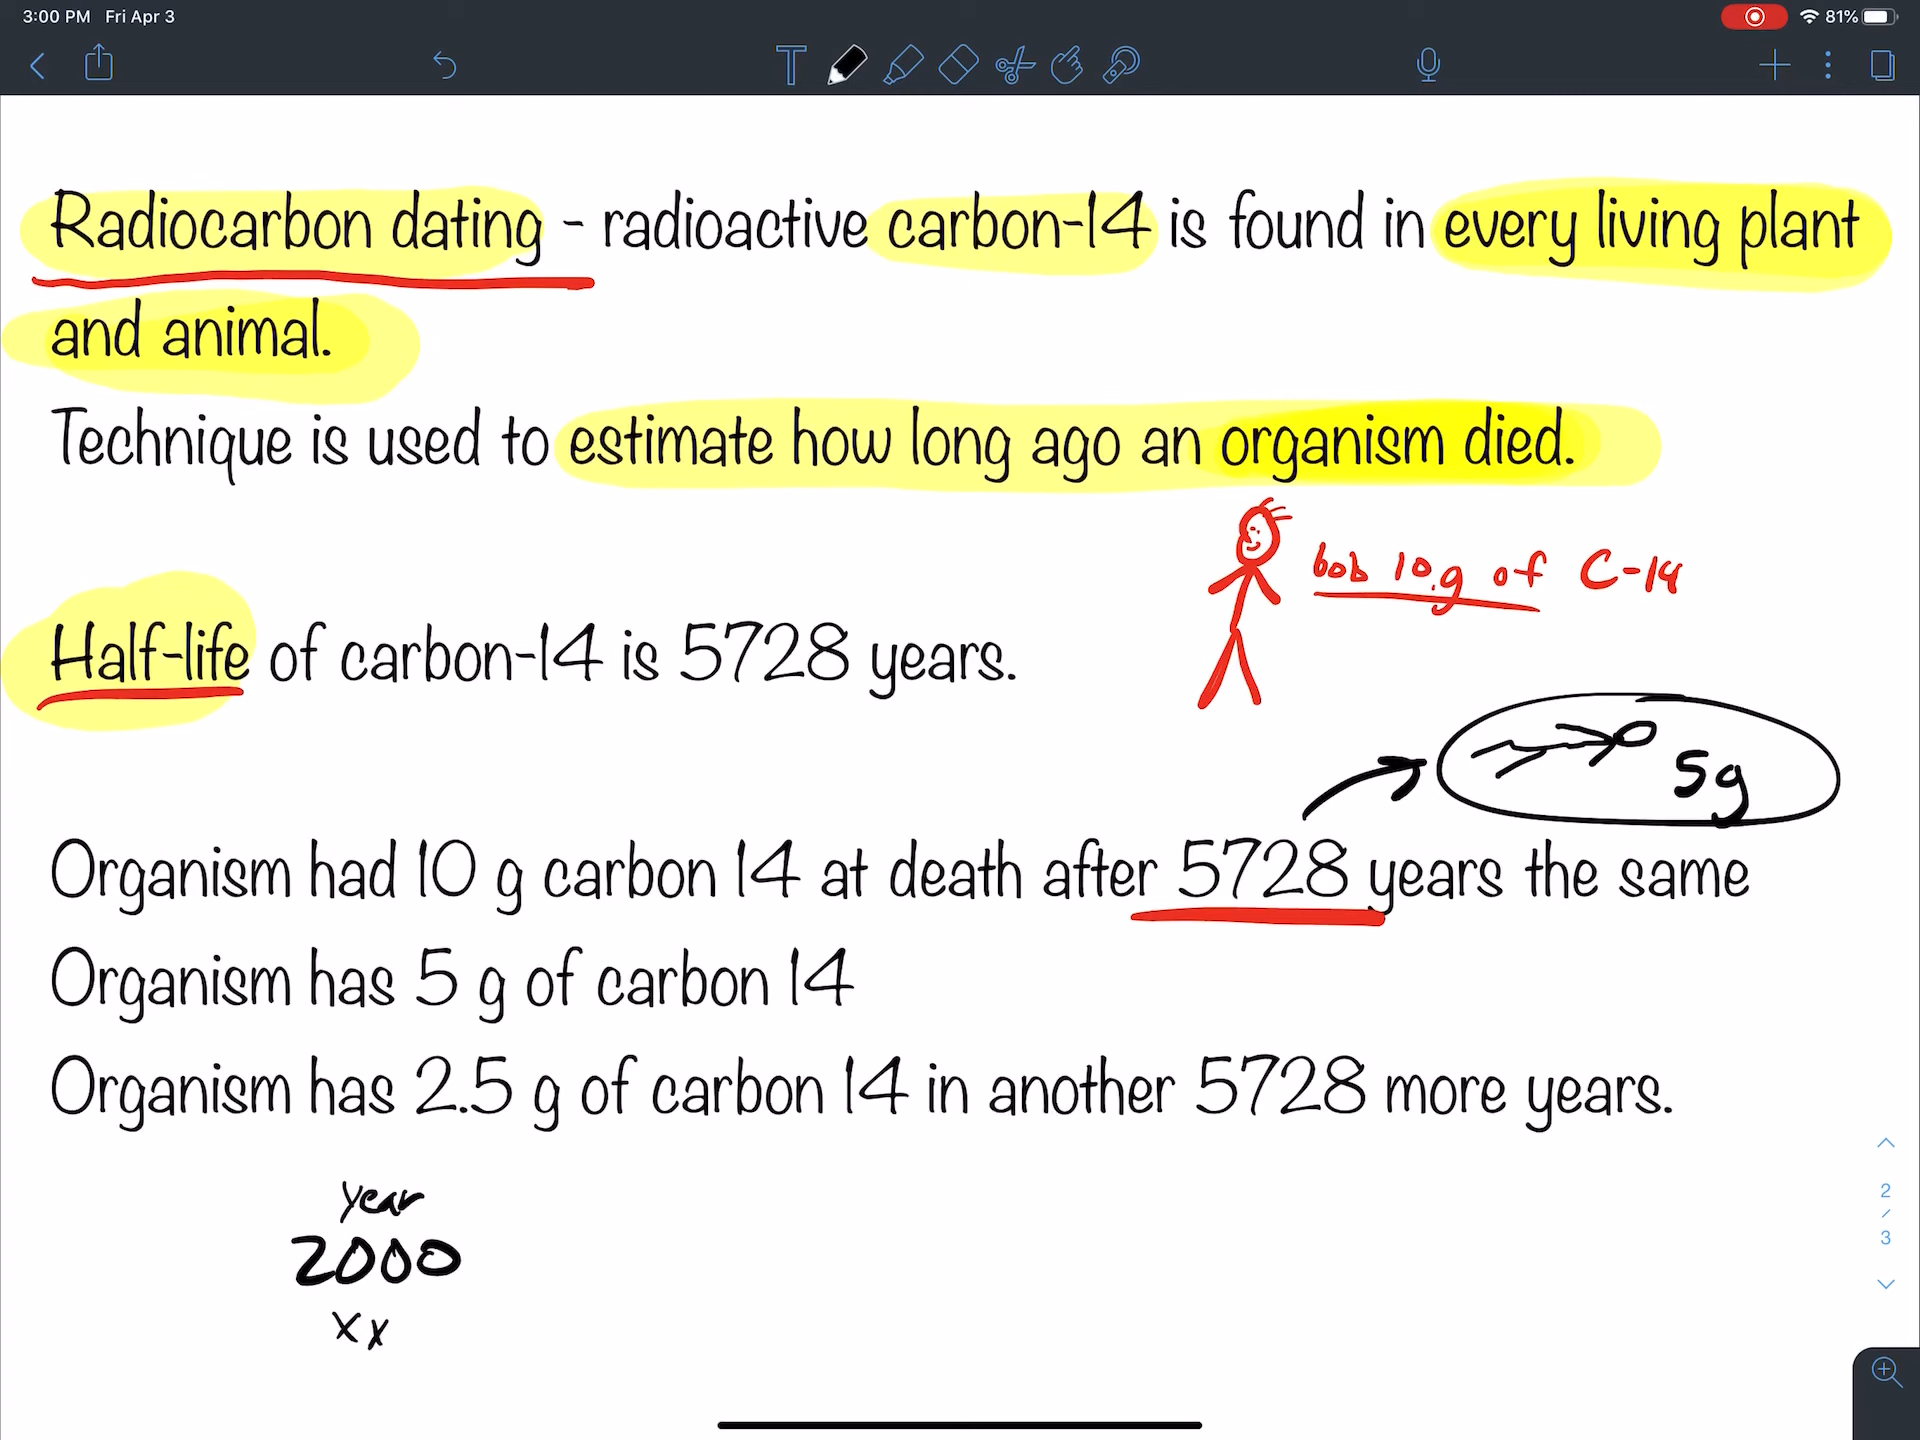 3:00 PM Fri Apr 3
81%
Radiocarbon dating - radioactive carbon-14 is found in every living plant
and animal.
Technique is used to estimate how long ago an organism died.
bob 10.g of C-14
Half-life of carbon-14 is 5728 years.
5g
Organism had 10 g carbon 14 at death after 5728 years the same
Organism has 5 g of carbon 14
Organism has 2.5 g of carbon 14 in another 5728 more years.
year
2000
xx
2
/
3